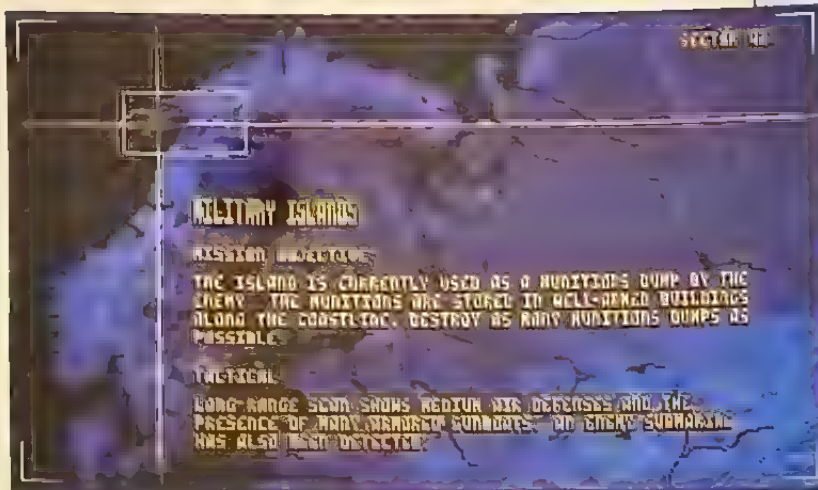 SECTOR
MILITARY ISLANDS
MISSION OBJECTIVE
THE ISLAND IS CURRENTLY USED AS A MUNITIONS DUMP BY THE
ENEMY. THE MUNITIONS ARE STORED IN WELL-ARMED BUILDINGS
ALONG THE COASTLINE. DESTROY AS MANY MUNITIONS DUMPS AS
POSSIBLE.
TACTICAL
LONG-RANGE SCAN SHOWS MEDIUM AIR DEFENSES AND THE
PRESENCE OF MANY ARMORED GUNBOATS. AN ENEMY SUBMARINE
HAS ALSO BEEN DETECTED.